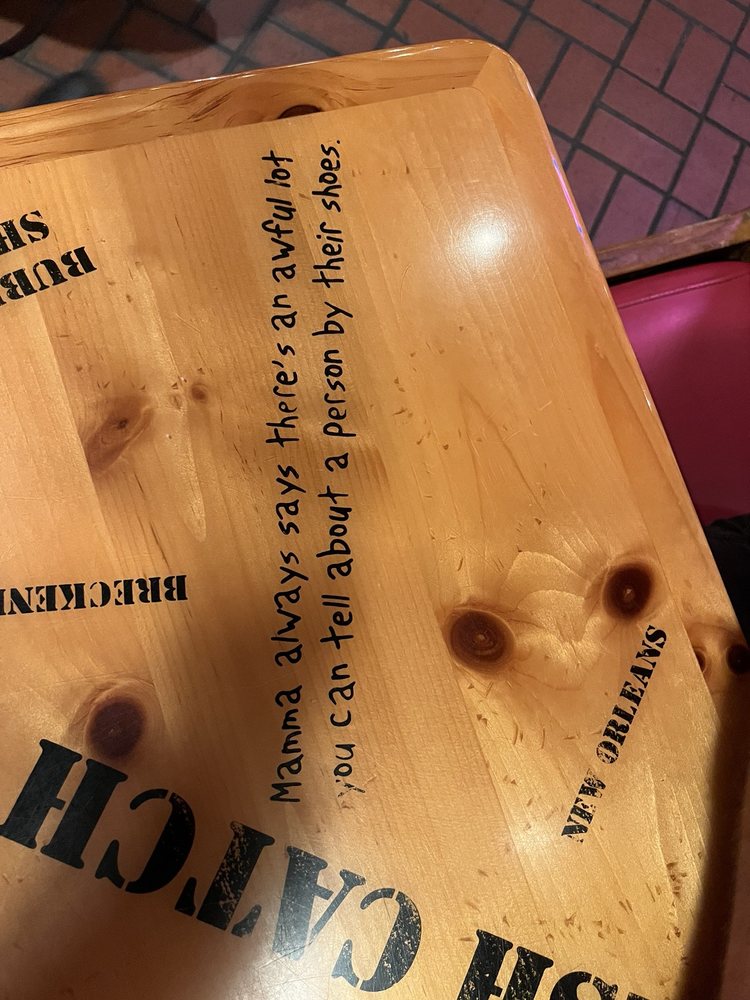 Mamma always says there's an awful lot
you can tell about a person by their shoes.
NEW ORLEANS
CATCH